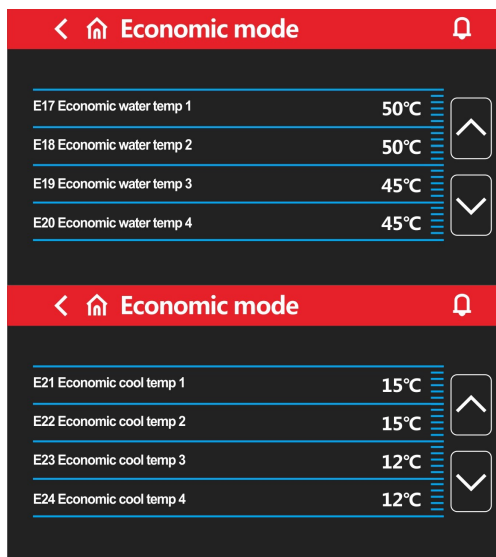 Economic mode
E17 Economic water temp 1 50℃
E18 Economic water temp 2 50℃
E19 Economic water temp 3 45℃
E20 Economic water temp 4 45℃
Economic mode
E21 Economic cool temp 1 15℃
E22 Economic cool temp 2 15℃
E23 Economic cool temp 3 12℃
E24 Economic cool temp 4 12℃